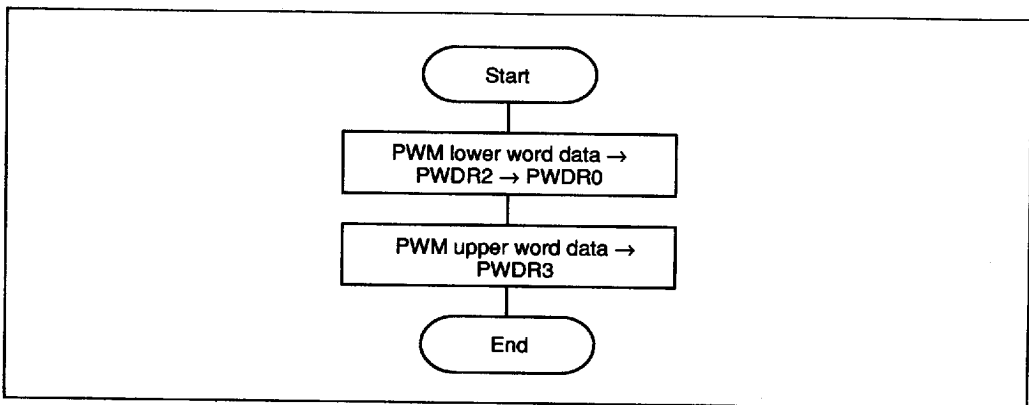 Start
PWM lower word data →
PWDR2 → PWDR0
PWM upper word data →
PWDR3
End